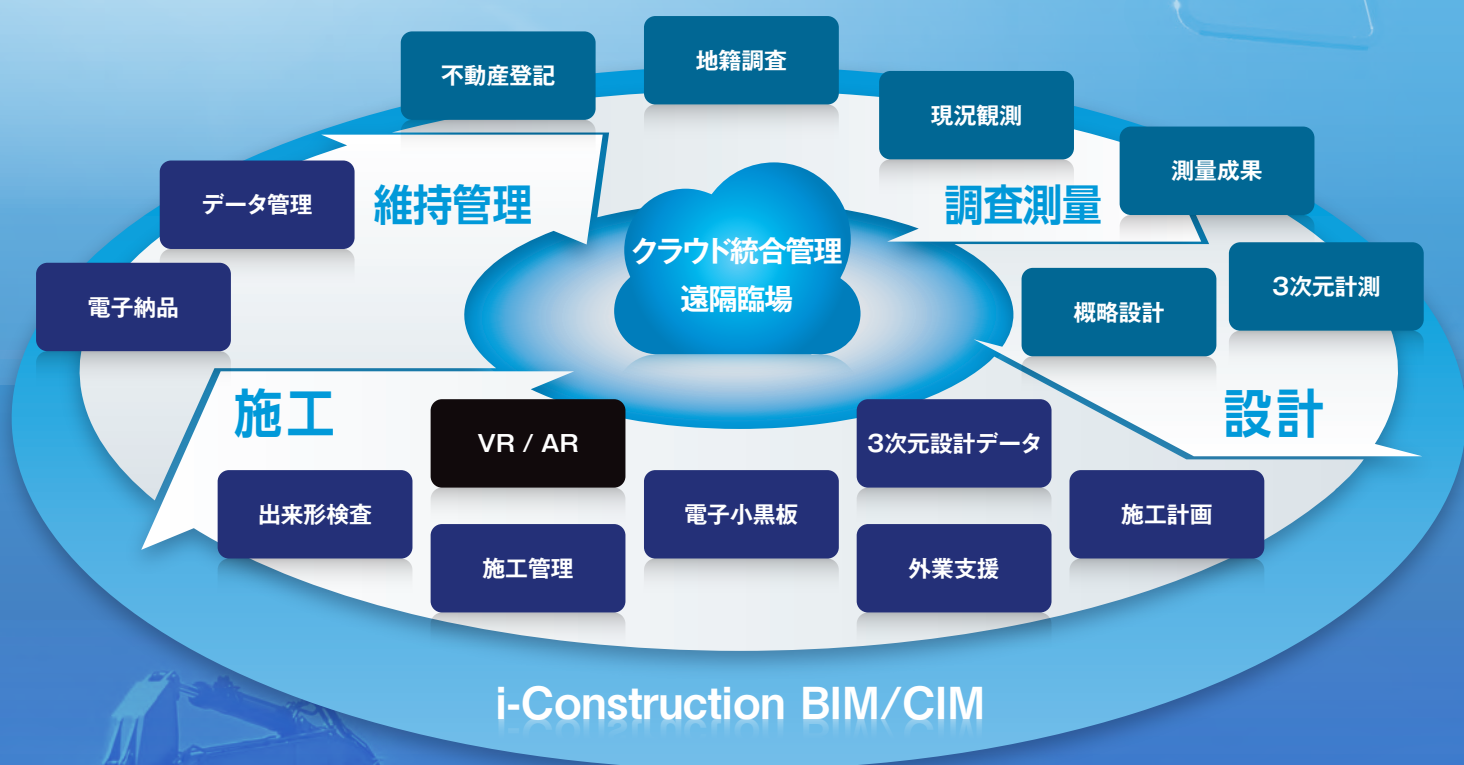 地籍調査
不動産登記
現況観測
測量成果
データ管理
維持管理
調査測量
クラウド統合管理
遠隔臨場
電子納品
概略設計
3次元計測
施工
設計
VR / AR
3次元設計データ
出来形検査
電子小黒板
施工計画
施工管理
外業支援
i-Construction BIM/CIM